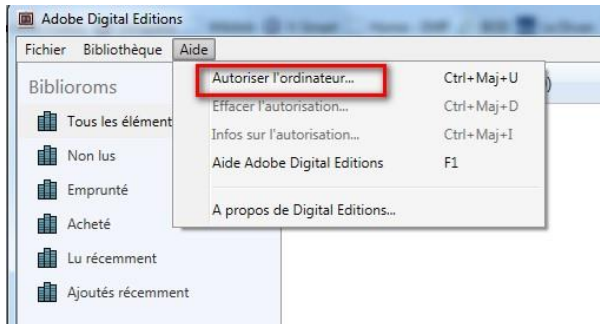 Adobe Digital Editions
Fichier Bibliothèque Aide
Autoriser l'ordinateur... Ctrl+Maj+U
Effacer l'autorisation... Ctrl+Maj+D
Infos sur l'autorisation... Ctrl+Maj+I
Aide Adobe Digital Editions F1
A propos de Digital Editions...
Biblioroms
Tous les élément
Non lus
Emprunté
Acheté
Lu récemment
Ajoutés récemment